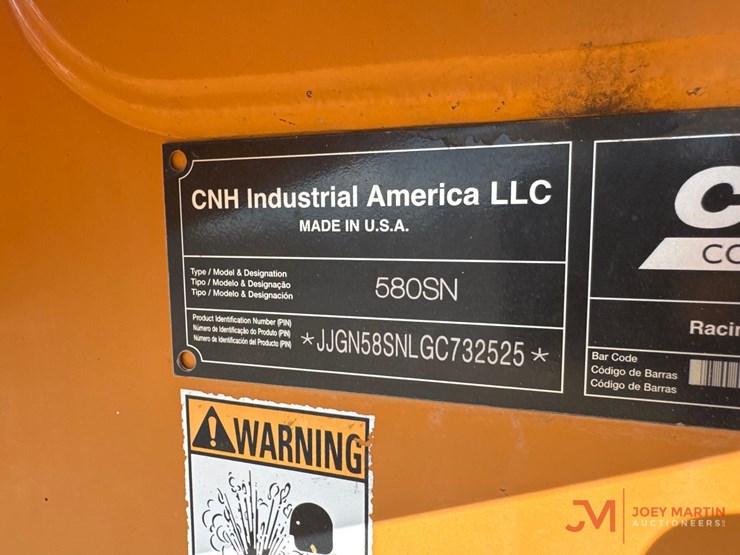 CNH Industrial America LLC
MADE IN U.S.A.
Type / Model & Designation
Tipo / Modelo & Designação
Tipo / Modelo & Designación
580SN
Product Identification Number (PIN)
Número de Identificação do Produto (PIN)
Número de Identificación del Producto (PIN)
*JJGN58SNLGC732525*
Bar Code
Código de Barras
Código de Barras
WARNING
JM
JOEY MARTIN
AUCTIONEERS